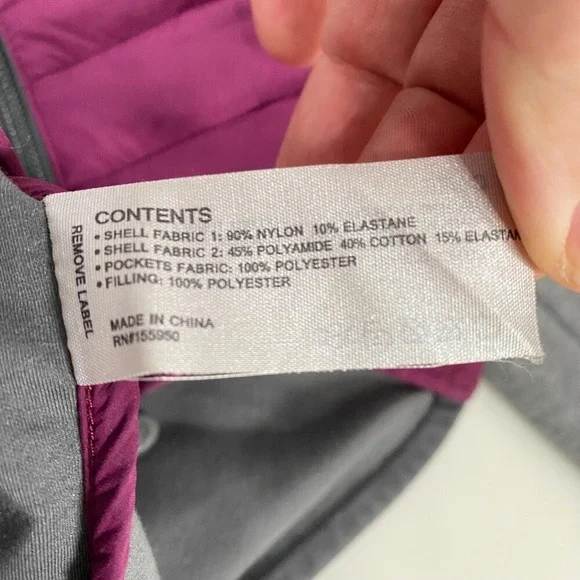 CONTENTS
• SHELL FABRIC 1: 90% NYLON 10% ELASTANE
• SHELL FABRIC 2: 45% POLYAMIDE 40% COTTON 15% ELASTAN
• POCKETS FABRIC: 100% POLYESTER
• FILLING: 100% POLYESTER
MADE IN CHINA
RN#155950
REMOVE LABEL